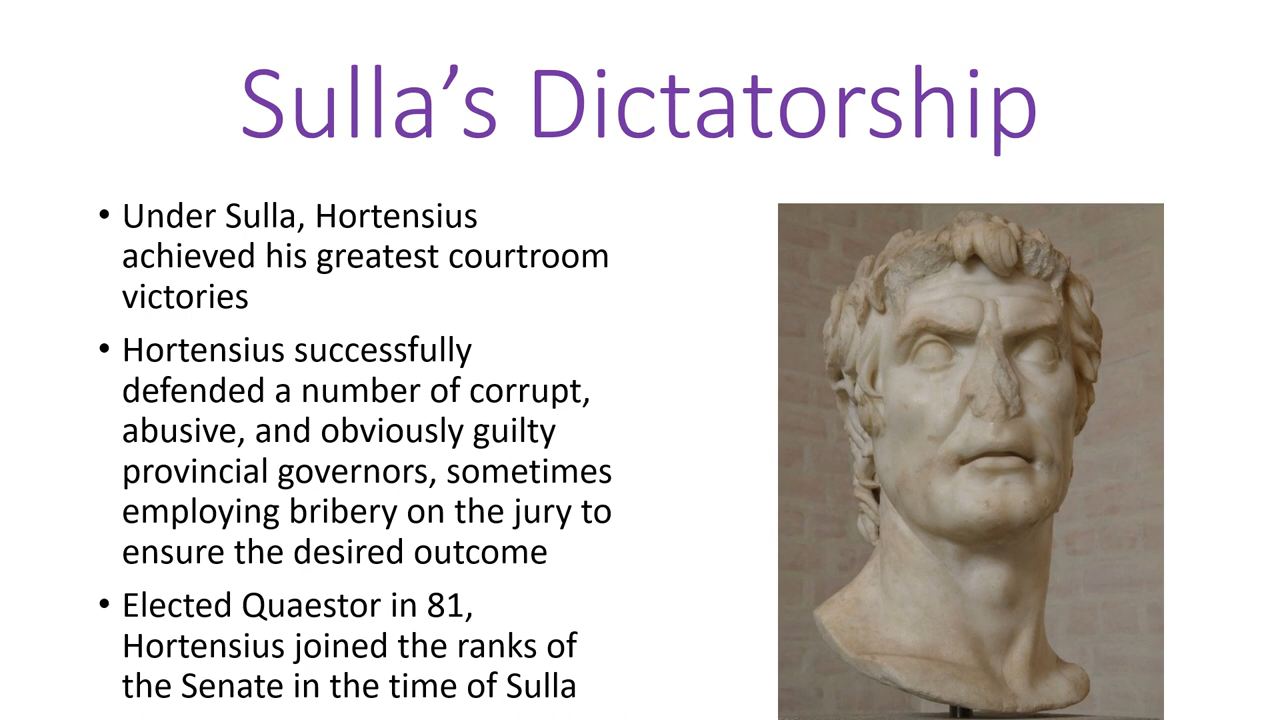 Sulla’s Dictatorship
• Under Sulla, Hortensius
achieved his greatest courtroom
victories
• Hortensius successfully
defended a number of corrupt,
abusive, and obviously guilty
provincial governors, sometimes
employing bribery on the jury to
ensure the desired outcome
• Elected Quaestor in 81,
Hortensius joined the ranks of
the Senate in the time of Sulla